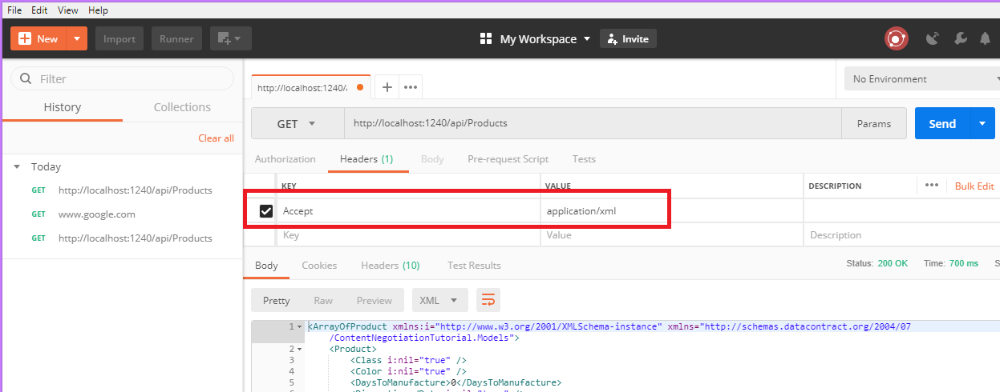 File Edit View Help
New Import Runner My Workspace Invite
Filter
History Collections
Clear all
Today
GET http://localhost:1240/api/Products
GET www.google.com
GET http://localhost:1240/api/Products
http://localhost:1240/ No Environment
GET http://localhost:1240/api/Products Params Send
Authorization Headers (1) Body Pre-request Script Tests
KEY VALUE DESCRIPTION Bulk Edit
Accept application/xml
Key Value Description
Body Cookies Headers (10) Test Results Status: 200 OK Time: 700 ms S
Pretty Raw Preview XML
1 <ArrayOfProduct xmlns:i="http://www.w3.org/2001/XMLSchema-instance" xmlns="http://schemas.datacontract.org/2004/07
/ContentNegotiationTutorial.Models">
2 <Product>
3 <Class i:nil="true" />
4 <Color i:nil="true" />
5 <DaysToManufacture>0</DaysToManufacture>